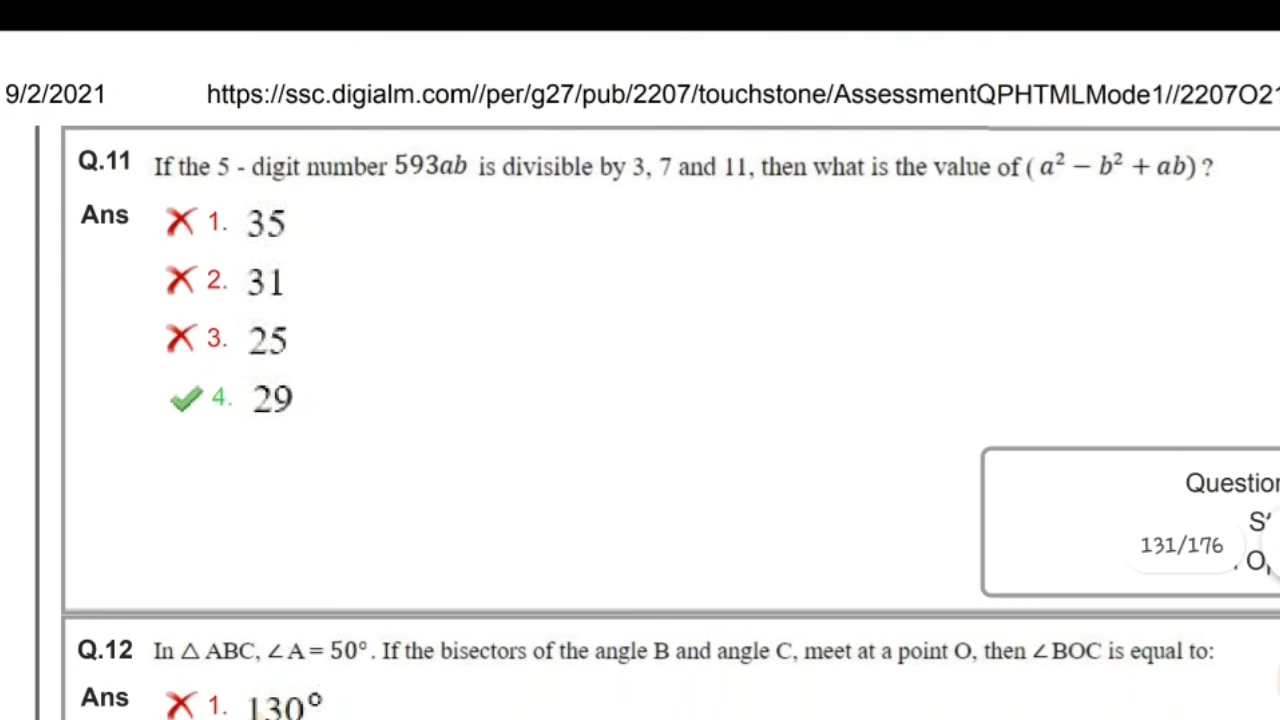 9/2/2021 https://ssc.digialm.com//per/g27/pub/2207/touchstone/AssessmentQPHTMLMode1//2207O21
Q.11 If the 5 - digit number 593ab is divisible by 3, 7 and 11, then what is the value of ( a² − b² + ab) ?
Ans 1. 35
2. 31
3. 25
4. 29
Question
131/176
Q.12 In △ ABC, ∠A = 50°. If the bisectors of the angle B and angle C, meet at a point O, then ∠BOC is equal to:
Ans 1. 130°